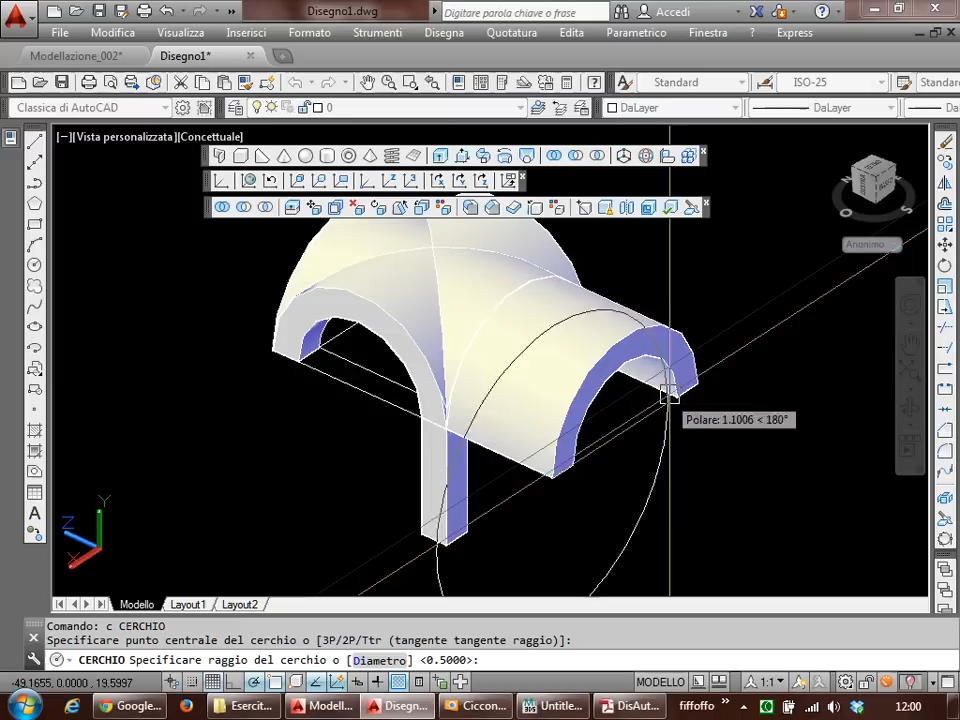 Disegno1.dwg
Digitare parola chiave o frase
Accedi
File Modifica Visualizza Inserisci Formato Strumenti Disegna Quotatura Edita Parametrico Finestra ? Express
Modellazione_002*
Disegno1*
Standard
ISO-25
Standard
Classica di AutoCAD
0
DaLayer
DaLayer
[−][Vista personalizzata][Concettuale]
Anonimo
Polare: 1.1006 < 180°
Y
Z
X
Modello Layout1 Layout2
Comando: c CERCHIO
Specificare punto centrale del cerchio o [3P/2P/Ttr (tangente tangente raggio)]:
CERCHIO Specificare raggio del cerchio o [Diametro] <0.5000>:
-49.1655, 0.0000 , 19.5997
MODELLO
1:1
Google...
Esercit...
Modell...
Disegn...
Ciccon...
Untitle...
DisAut...
fiffoffo
12:00